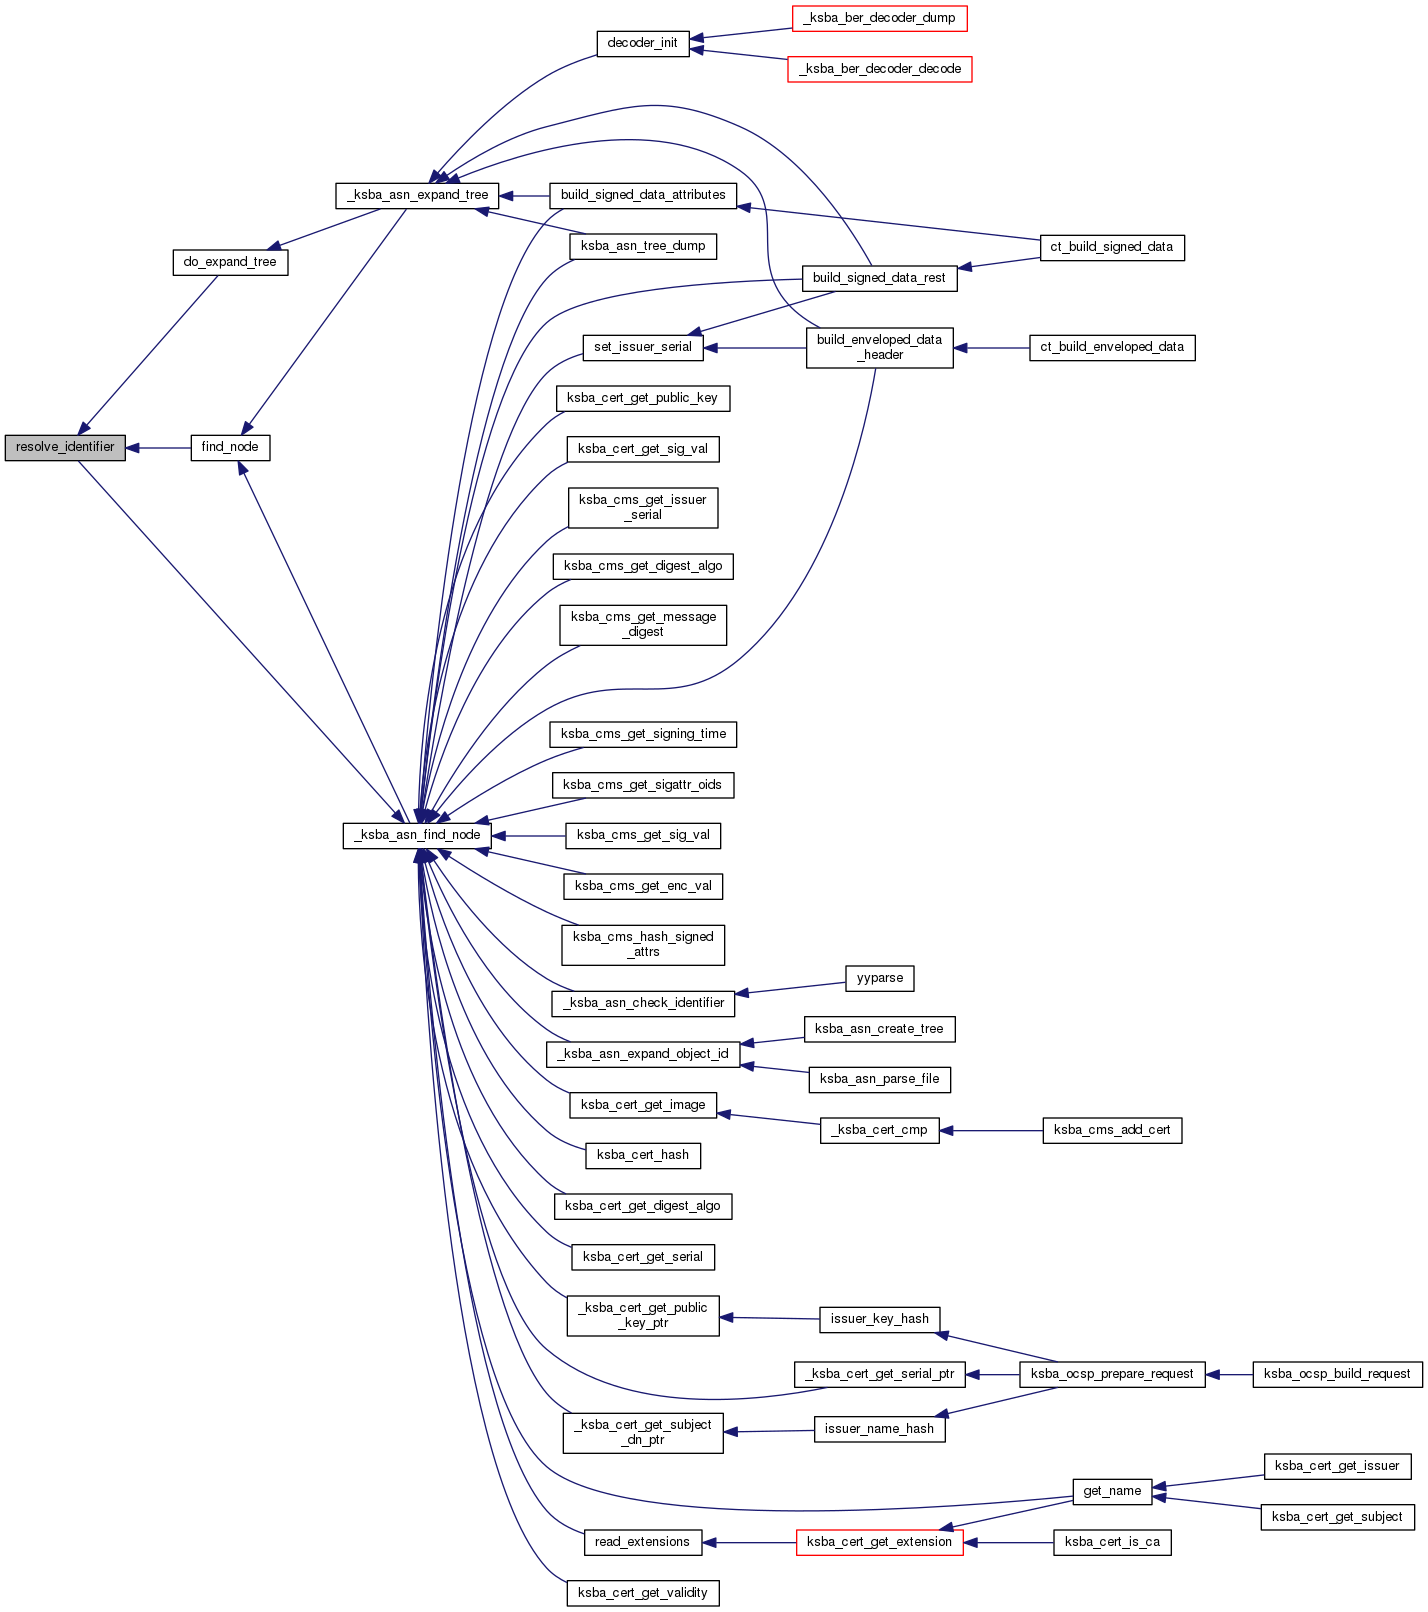 _ksba_ber_decoder_dump
decoder_init
_ksba_ber_decoder_decode
_ksba_asn_expand_tree
build_signed_data_attributes
ksba_asn_tree_dump
ct_build_signed_data
do_expand_tree
build_signed_data_rest
set_issuer_serial
build_enveloped_data
_header
ct_build_enveloped_data
ksba_cert_get_public_key
resolve_identifier
find_node
ksba_cert_get_sig_val
ksba_cms_get_issuer
_serial
ksba_cms_get_digest_algo
ksba_cms_get_message
_digest
ksba_cms_get_signing_time
ksba_cms_get_sigattr_oids
_ksba_asn_find_node
ksba_cms_get_sig_val
ksba_cms_get_enc_val
ksba_cms_hash_signed
_attrs
yyparse
_ksba_asn_check_identifier
ksba_asn_create_tree
_ksba_asn_expand_object_id
ksba_asn_parse_file
ksba_cert_get_image
_ksba_cert_cmp
ksba_cms_add_cert
ksba_cert_hash
ksba_cert_get_digest_algo
ksba_cert_get_serial
_ksba_cert_get_public
_key_ptr
issuer_key_hash
_ksba_cert_get_serial_ptr
ksba_ocsp_prepare_request
ksba_ocsp_build_request
_ksba_cert_get_subject
_dn_ptr
issuer_name_hash
ksba_cert_get_issuer
get_name
ksba_cert_get_subject
read_extensions
ksba_cert_get_extension
ksba_cert_is_ca
ksba_cert_get_validity